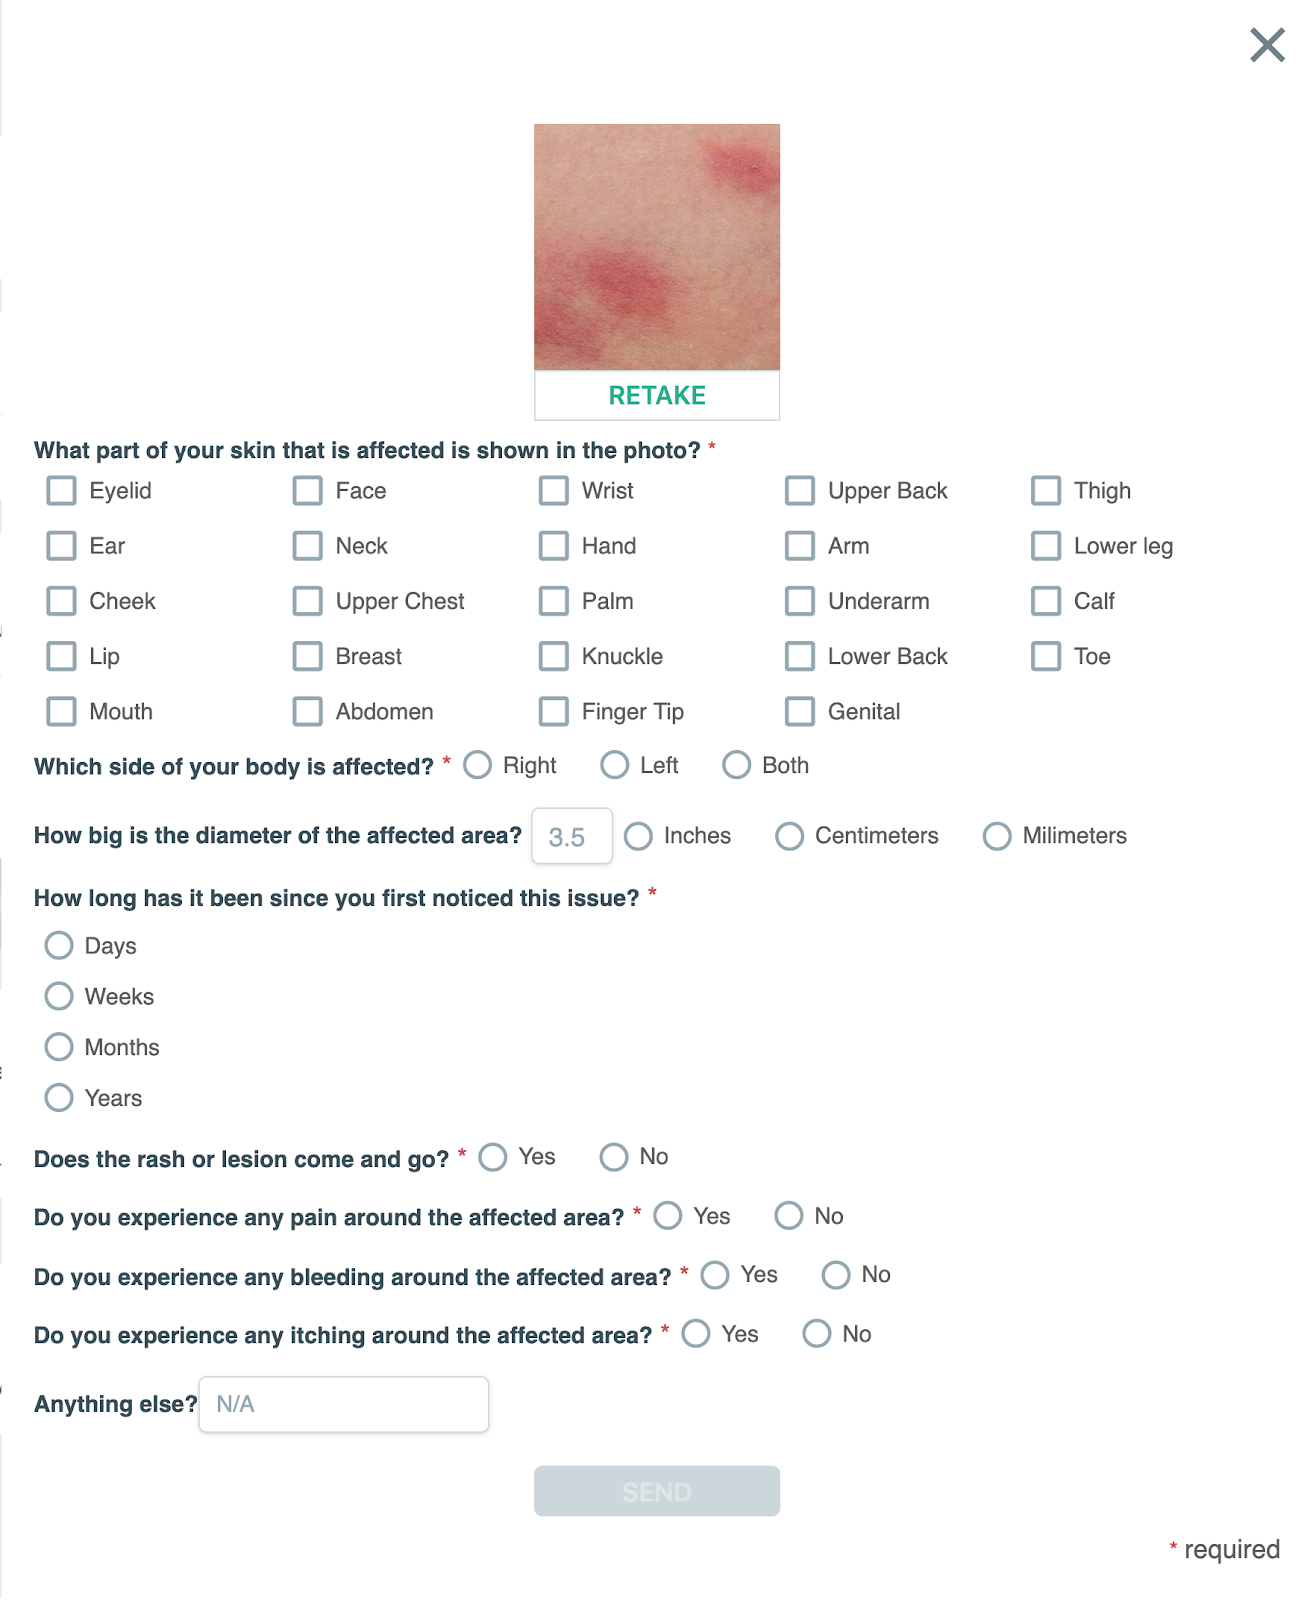 RETAKE
What part of your skin that is affected is shown in the photo? *
Eyelid Face Wrist Upper Back Thigh
Ear Neck Hand Arm Lower leg
Cheek Upper Chest Palm Underarm Calf
Lip Breast Knuckle Lower Back Toe
Mouth Abdomen Finger Tip Genital
Which side of your body is affected? * Right Left Both
How big is the diameter of the affected area? 3.5 Inches Centimeters Milimeters
How long has it been since you first noticed this issue? *
Days
Weeks
Months
Years
Does the rash or lesion come and go? * Yes No
Do you experience any pain around the affected area? * Yes No
Do you experience any bleeding around the affected area? * Yes No
Do you experience any itching around the affected area? * Yes No
Anything else? N/A
SEND
* required